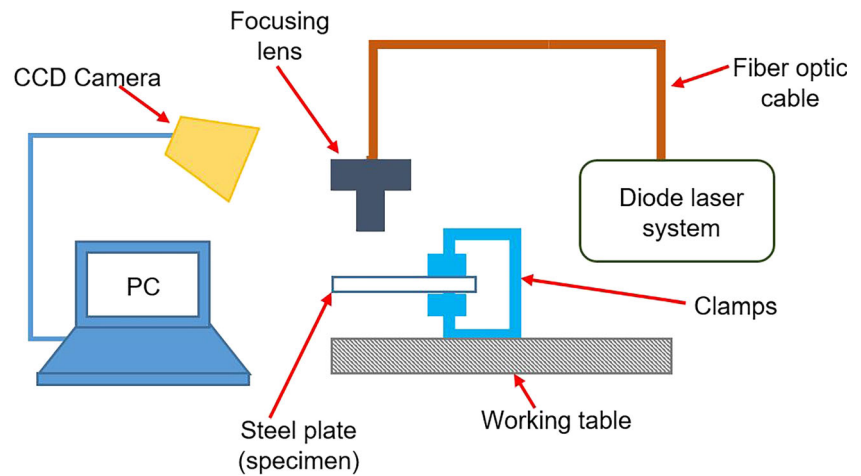 Focusing
lens
CCD Camera
Fiber optic
cable
Diode laser
system
PC
Clamps
Working table
Steel plate
(specimen)